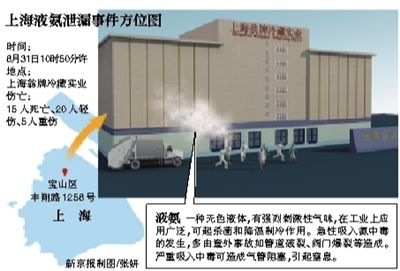 上海液氨泄漏事件方位图
时间：
8月31日10时50分许
地点：
上海翁牌冷藏实业
伤亡：
15人死亡、20人轻
伤、5人重伤
上海翁牌冷藏实业
宝山区
丰翔路1258号
上 海
液氨 一种无色液体，有强烈刺激性气味，在工业上应
用广泛，可起杀菌和降温制冷作用。急性吸入氨中毒
的发生，多由意外事故如管道破裂、阀门爆裂等造成。
严重吸入中毒可造成气管阻塞，引起窒息。
新京报制图/张妍